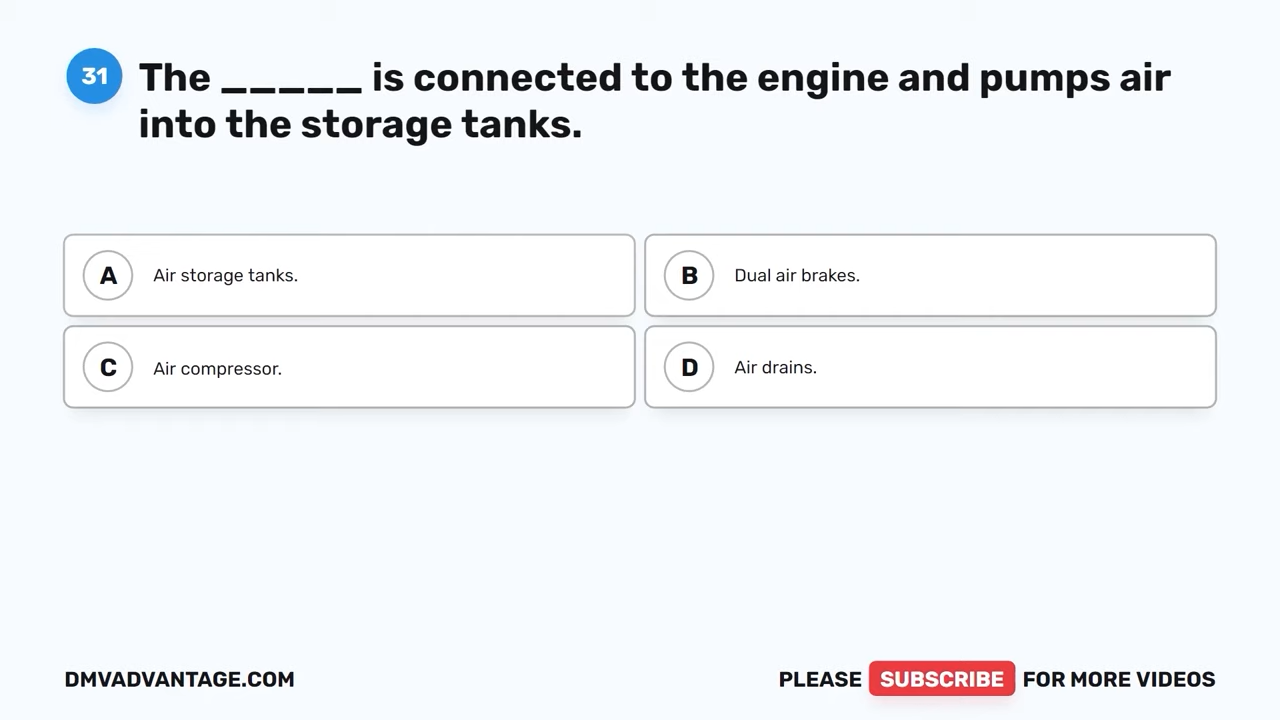 31
The _____ is connected to the engine and pumps air
into the storage tanks.
A Air storage tanks.
B Dual air brakes.
C Air compressor.
D Air drains.
DMVADVANTAGE.COM
PLEASE SUBSCRIBE FOR MORE VIDEOS